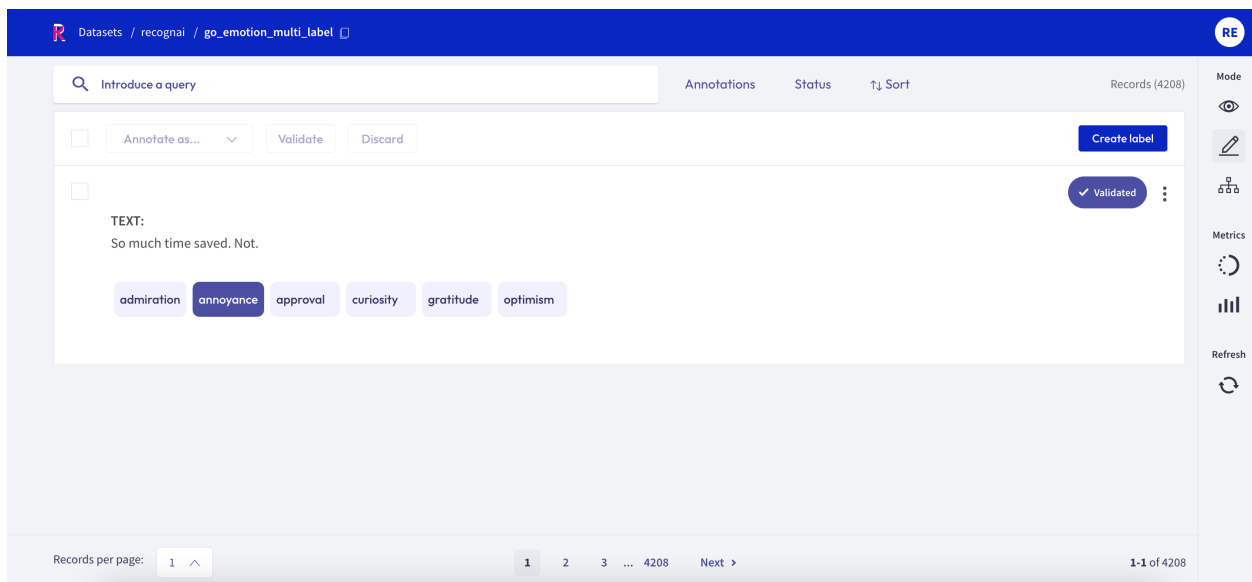 Datasets / recognai / go_emotion_multi_label
RE
Introduce a query
Annotations Status Sort Records (4208)
Mode
Annotate as... Validate Discard Create label
Validated
TEXT:
So much time saved. Not.
admiration annoyance approval curiosity gratitude optimism
Metrics
Refresh
Records per page: 1 1 2 3 ... 4208 Next > 1-1 of 4208